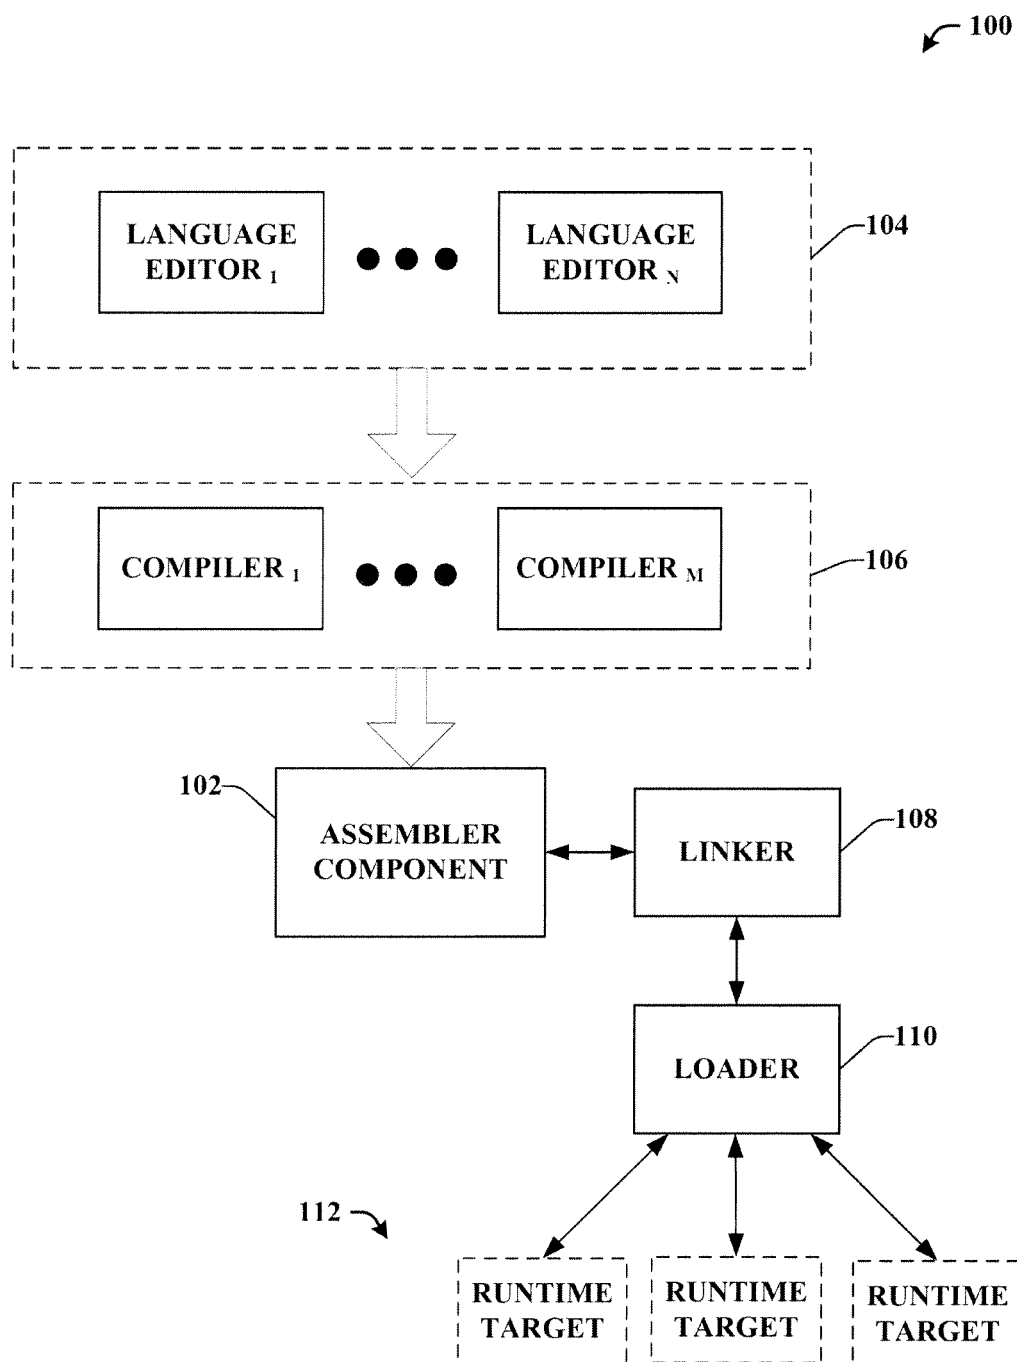 100
LANGUAGE
EDITOR 1
LANGUAGE
EDITOR N
104
COMPILER 1
COMPILER M
106
102
ASSEMBLER
COMPONENT
LINKER
108
LOADER
110
112
RUNTIME
TARGET
RUNTIME
TARGET
RUNTIME
TARGET